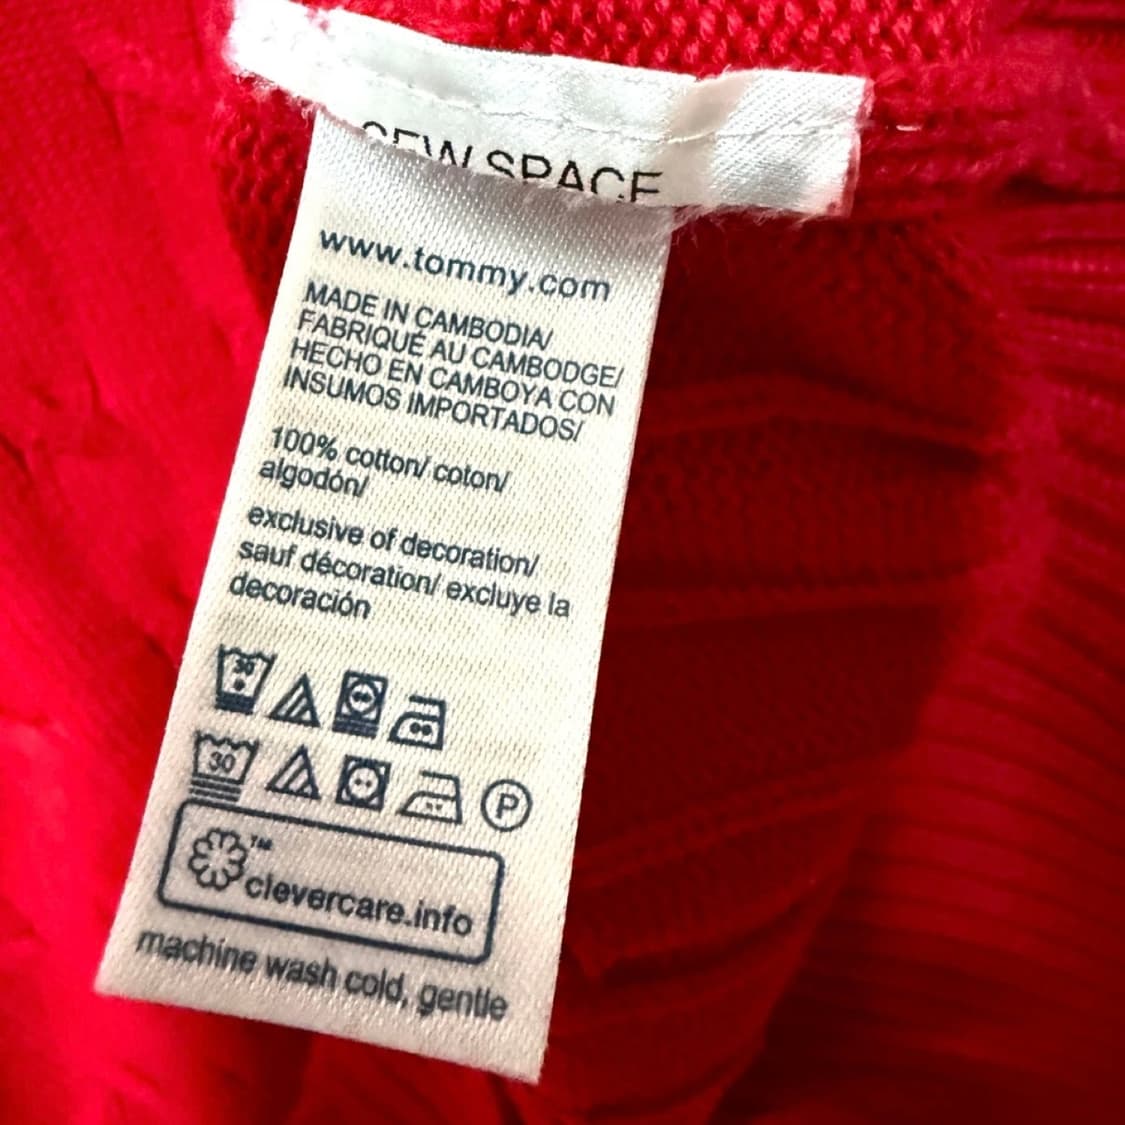 SEW SPACE
www.tommy.com
MADE IN CAMBODIA/
FABRIQUÉ AU CAMBODGE/
HECHO EN CAMBOYA CON
INSUMOS IMPORTADOS/
100% cotton/ coton/
algodón/
exclusive of decoration/
sauf décoration/ excluye la
decoración
30
30 P
™
clevercare.info
machine wash cold, gentle